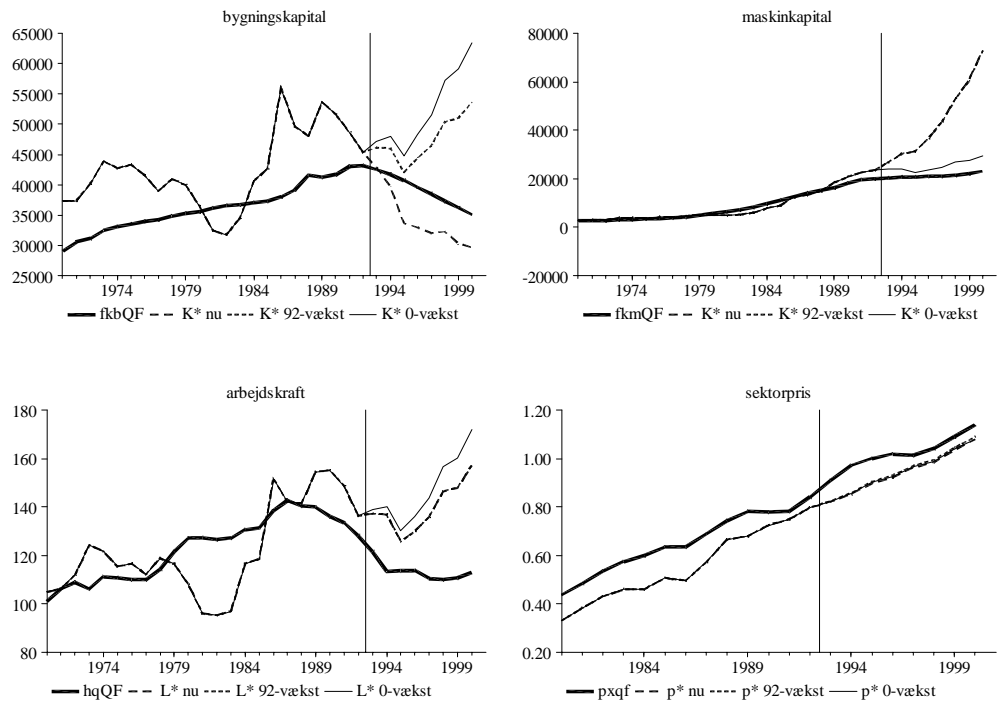 bygningskapital
65000
60000
55000
50000
45000
40000
35000
30000
25000
1974 1979 1984 1989 1994 1999
fkbQF K* nu K* 92-vækst K* 0-vækst
maskinkapital
80000
60000
40000
20000
0
-20000
1974 1979 1984 1989 1994 1999
fkmQF K* nu K* 92-vækst K* 0-vækst
arbejdskraft
180
160
140
120
100
80
1974 1979 1984 1989 1994 1999
hqQF L* nu L* 92-vækst L* 0-vækst
sektorpris
1.20
1.00
0.80
0.60
0.40
0.20
1984 1989 1994 1999
pxqf p* nu p* 92-vækst p* 0-vækst